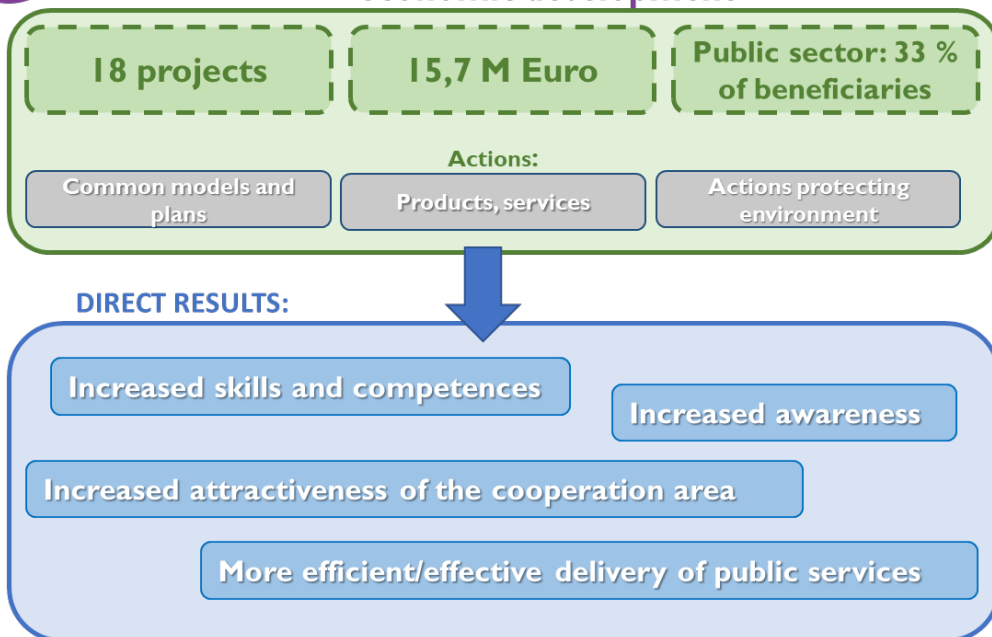 18 projects
15,7 M Euro
Public sector: 33 %
of beneficiaries
Actions:
Common models and
plans
Products, services
Actions protecting
environment
DIRECT RESULTS:
Increased skills and competences
Increased awareness
Increased attractiveness of the cooperation area
More efficient/effective delivery of public services